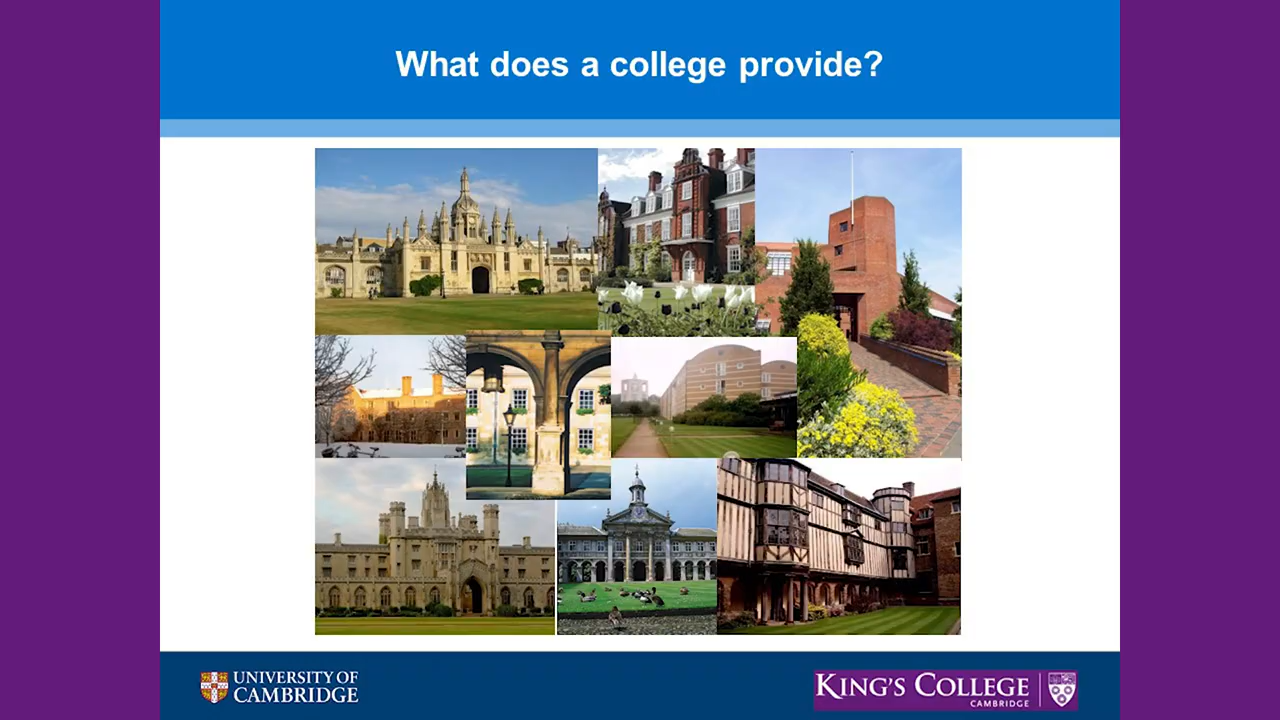 What does a college provide?
UNIVERSITY OF
CAMBRIDGE
KING'S COLLEGE
CAMBRIDGE